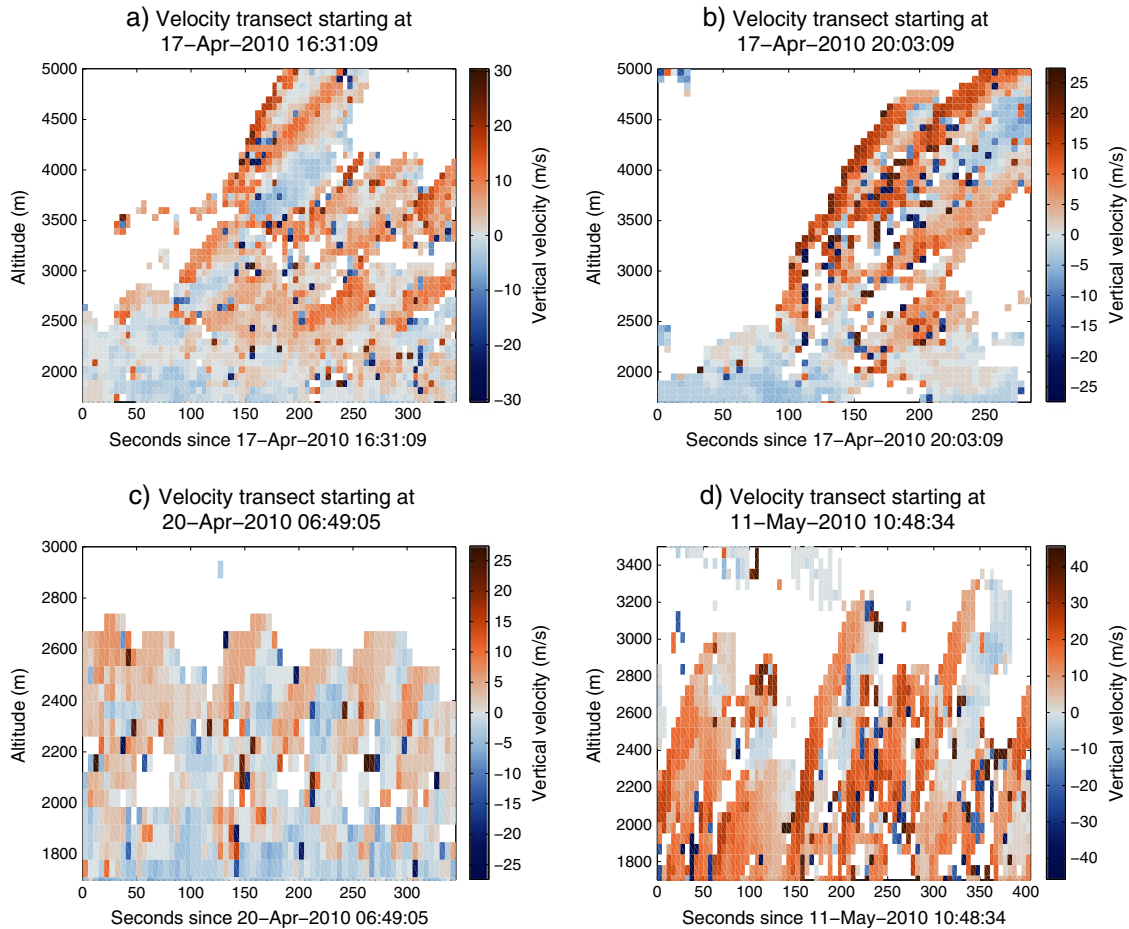 a) Velocity transect starting at
17−Apr−2010 16:31:09
5000
4500
4000
3500
3000
2500
2000
Altitude (m)
0 50 100 150 200 250 300
Seconds since 17−Apr−2010 16:31:09
30
20
10
0
−10
−20
−30
Vertical velocity (m/s)
b) Velocity transect starting at
17−Apr−2010 20:03:09
5000
4500
4000
3500
3000
2500
2000
Altitude (m)
0 50 100 150 200 250
Seconds since 17−Apr−2010 20:03:09
25
20
15
10
5
0
−5
−10
−15
−20
−25
Vertical velocity (m/s)
c) Velocity transect starting at
20−Apr−2010 06:49:05
3000
2800
2600
2400
2200
2000
1800
Altitude (m)
0 50 100 150 200 250 300
Seconds since 20−Apr−2010 06:49:05
25
20
15
10
5
0
−5
−10
−15
−20
−25
Vertical velocity (m/s)
d) Velocity transect starting at
11−May−2010 10:48:34
3400
3200
3000
2800
2600
2400
2200
2000
1800
Altitude (m)
0 50 100 150 200 250 300 350 400
Seconds since 11−May−2010 10:48:34
40
30
20
10
0
−10
−20
−30
−40
Vertical velocity (m/s)